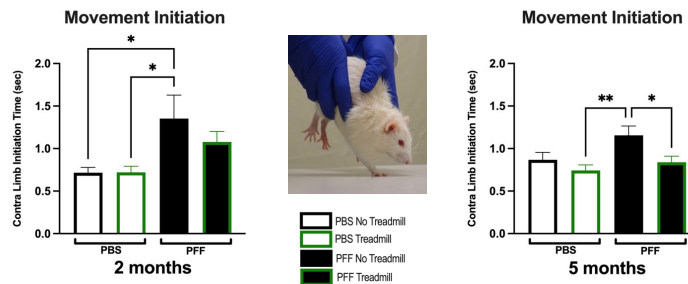 Movement Initiation
*
*
Contra Limb Initiation Time (sec)
2.0
1.5
1.0
0.5
0.0
PBS
PFF
2 months
PBS No Treadmill
PBS Treadmill
PFF No Treadmill
PFF Treadmill
Movement Initiation
**
*
Contra Limb Initiation Time (sec)
2.0
1.5
1.0
0.5
0.0
PBS
PFF
5 months